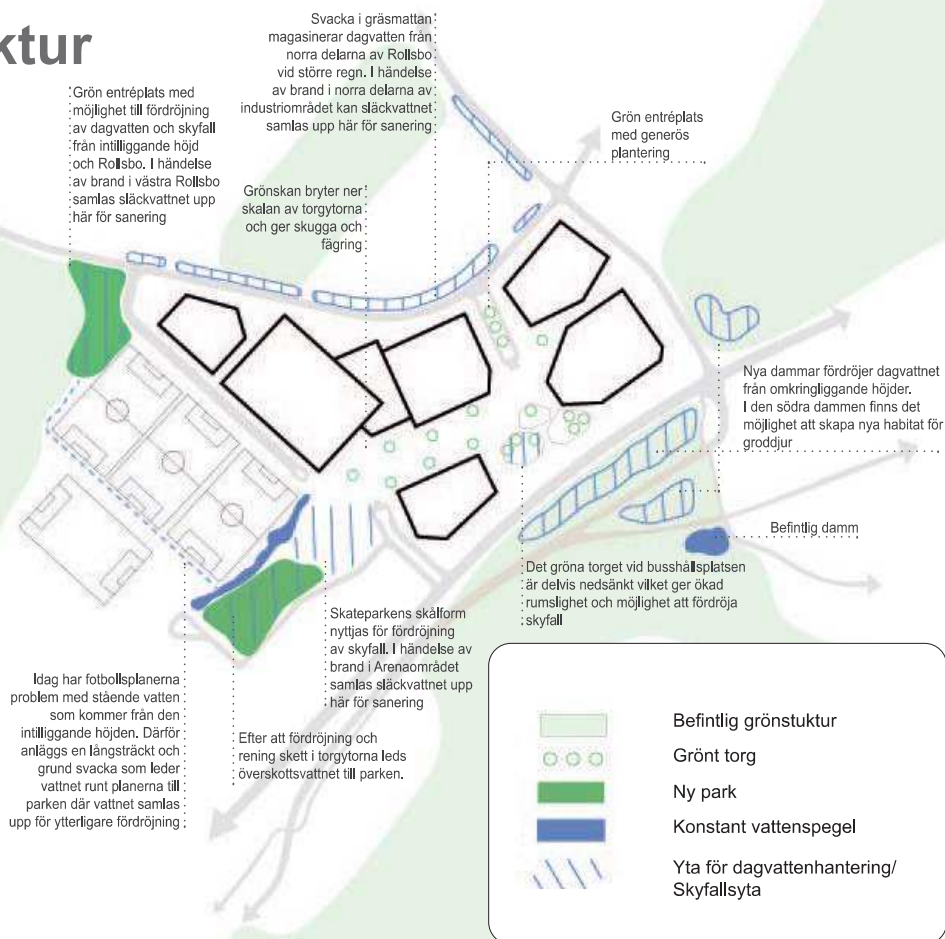 ktur
Svacka i gräsmattan
magasinerar dagvatten från
norra delarna av Rollsbo
vid större regn. I händelse
av brand i norra delarna av
industriområdet kan släckvattnet
samlas upp här för sanering
Grön entréplats med
möjlighet till fördröjning
av dagvatten och skyfall
från intilliggande höjd
och Rollsbo. I händelse
av brand i västra Rollsbo
samlas släckvattnet upp
här för sanering
Grön entréplats
med generös
plantering
Grönskan bryter ner
skalan av torgytorna
och ger skugga och
fägring
Nya dammar fördröjer dagvattnet
från omkringliggande höjder.
I den södra dammen finns det
möjlighet att skapa nya habitat för
groddjur
Befintlig damm
Det gröna torget vid busshållsplatsen
är delvis nedsänkt vilket ger ökad
rumslighet och möjlighet att fördröja
skyfall
Skateparkens skålform
nyttjas för fördröjning
av skyfall. I händelse av
brand i Arenaområdet
samlas släckvattnet upp
här för sanering
Idag har fotbollsplanerna
problem med stående vatten
som kommer från den
intilliggande höjden. Därför
anläggs en långsträckt och
grund svacka som leder
vattnet runt planerna till
parken där vattnet samlas
upp för ytterligare fördröjning
Efter att fördröjning och
rening skett i torgytorna leds
överskottsvattnet till parken.
Befintlig grönstuktur
Grönt torg
Ny park
Konstant vattenspegel
Yta för dagvattenhantering/
Skyfallsyta